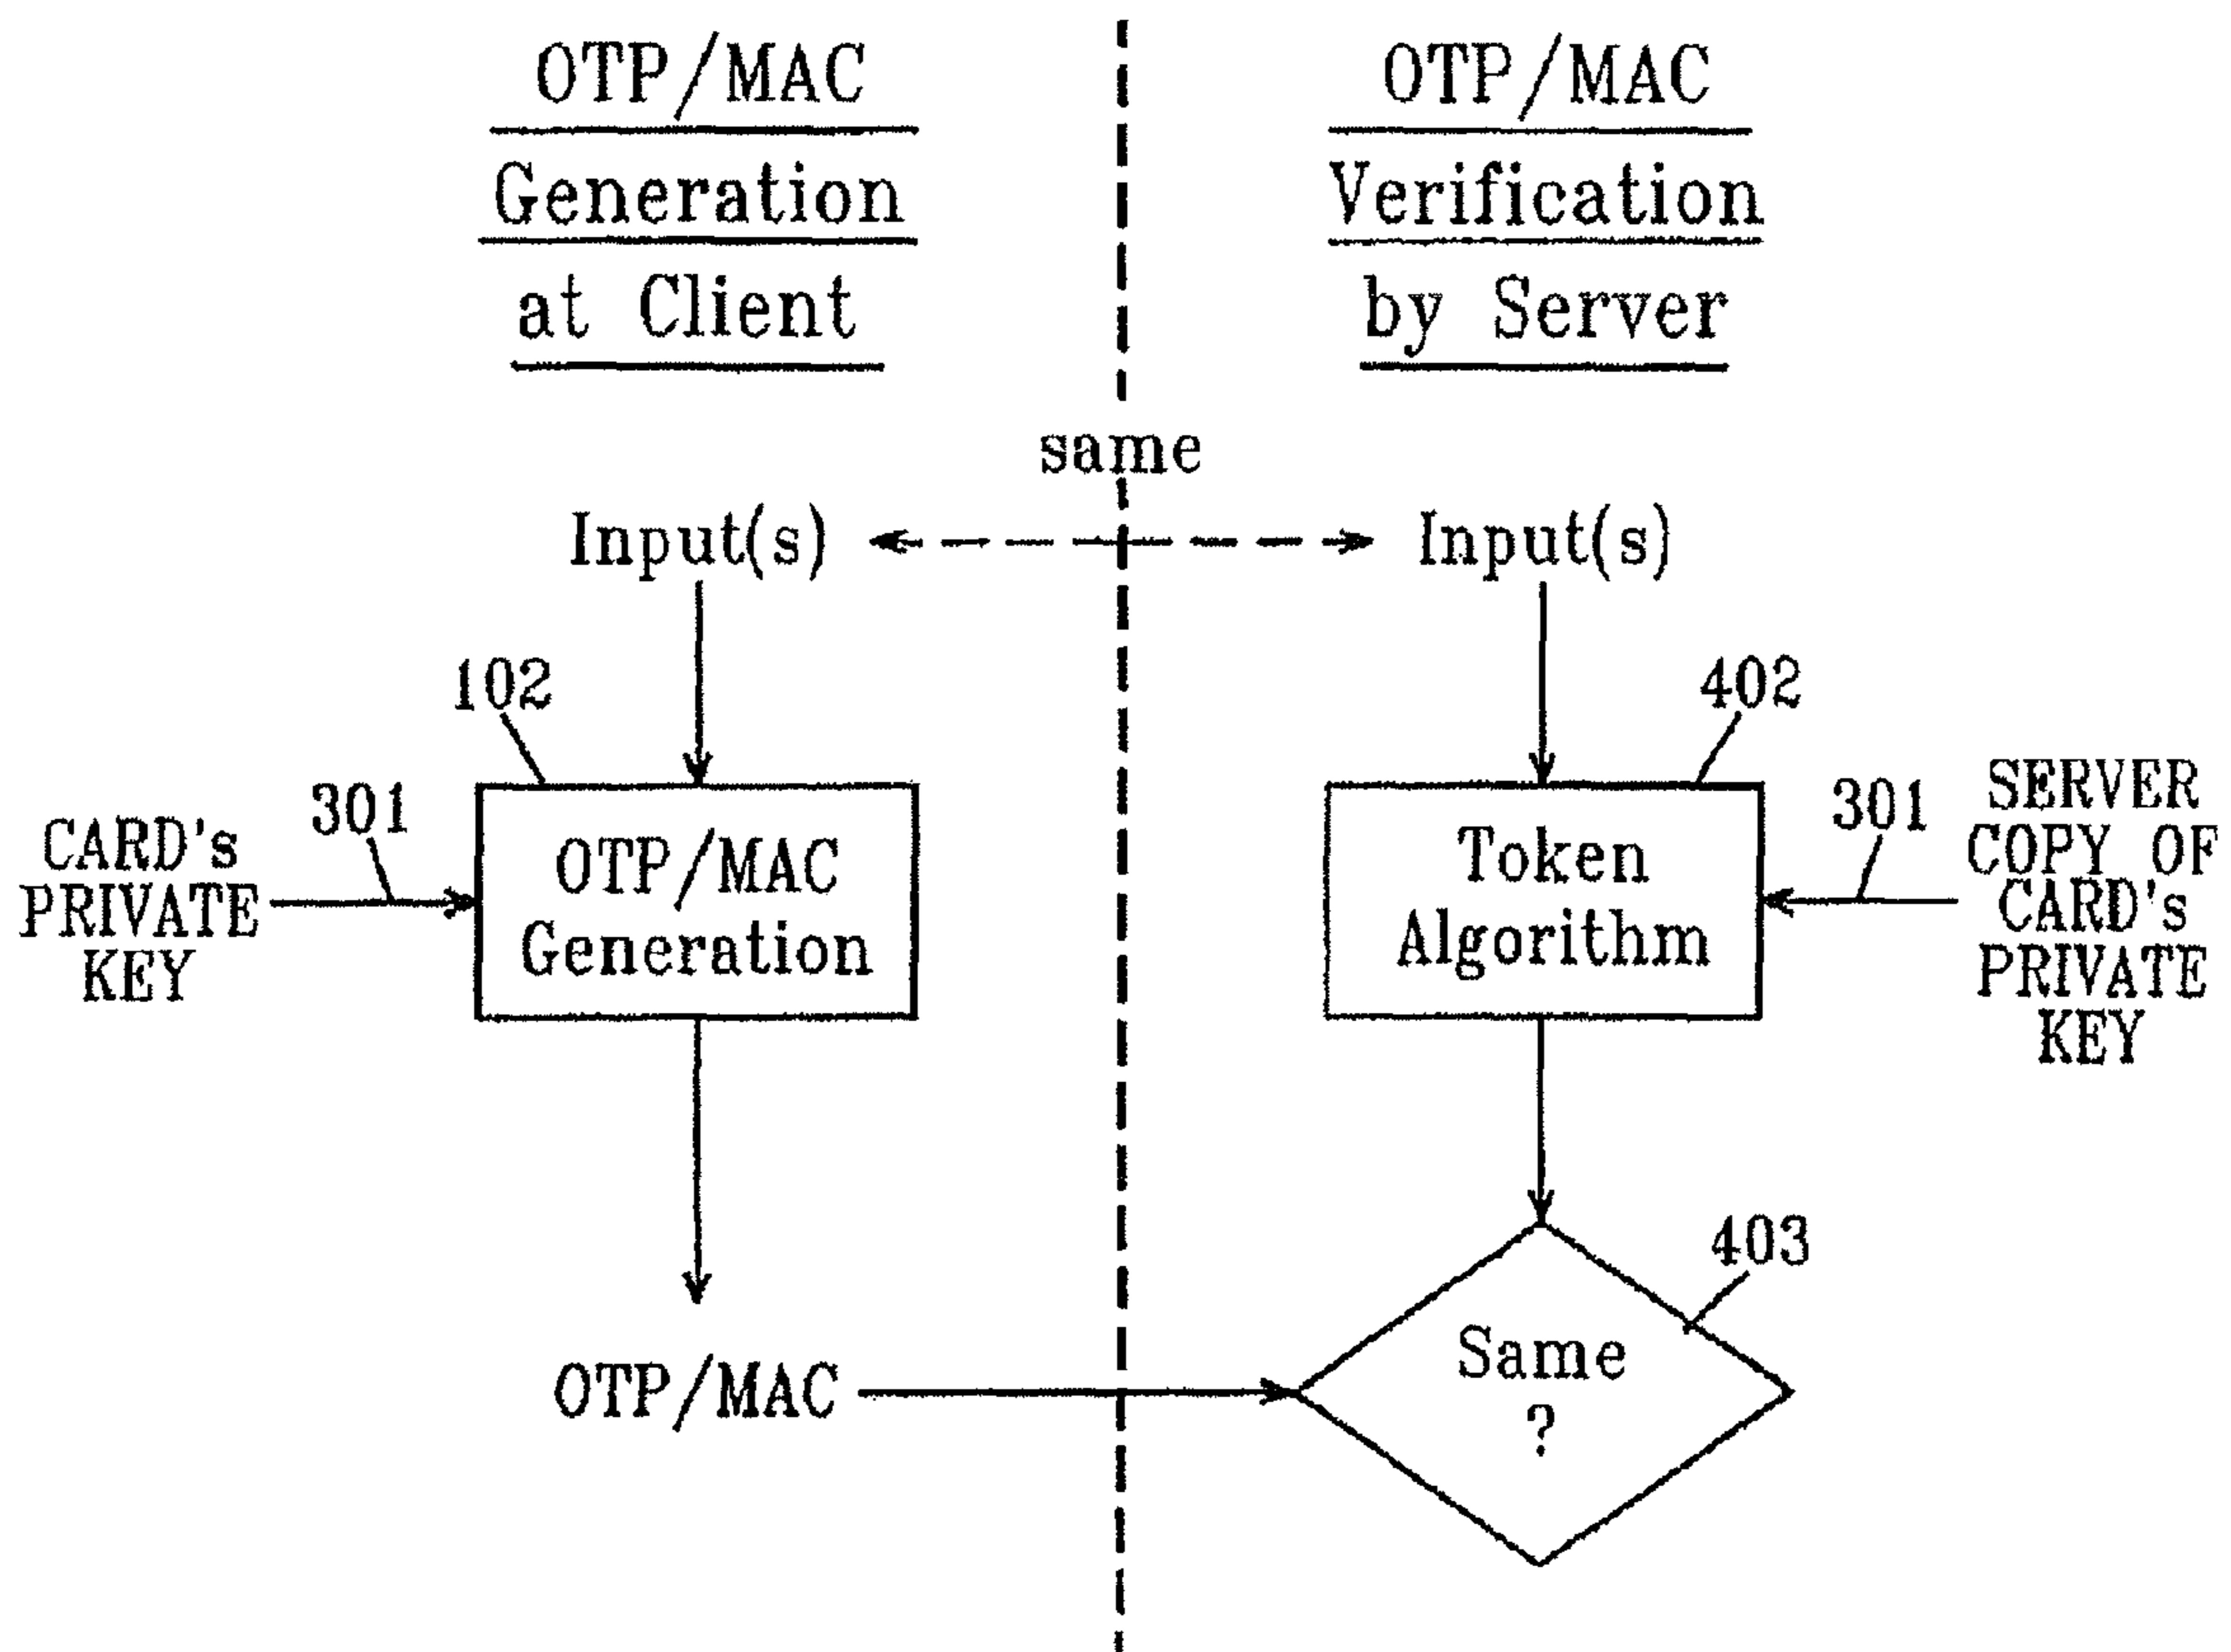 OTP/MAC
Generation
at Client
OTP/MAC
Verification
by Server
same
Input(s)
Input(s)
102
402
301
CARD's
PRIVATE
KEY
OTP/MAC
Generation
Token
Algorithm
301
SERVER
COPY OF
CARD's
PRIVATE
KEY
403
OTP/MAC
Same
?